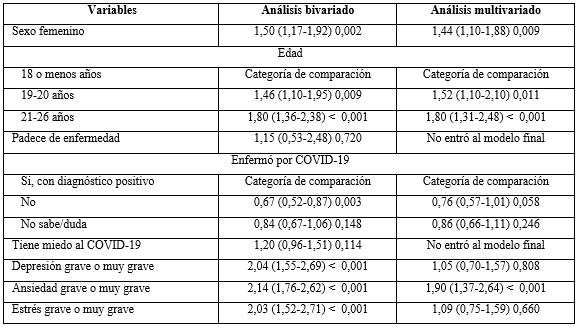 Variables Análisis bivariado Análisis multivariado
Sexo femenino 1,50 (1,17-1,92) 0,002 1,44 (1,10-1,88) 0,009
Edad
18 o menos años Categoría de comparación Categoría de comparación
19-20 años 1,46 (1,10-1,95) 0,009 1,52 (1,10-2,10) 0,011
21-26 años 1,80 (1,36-2,38) < 0,001 1,80 (1,31-2,48) > 0,001
Padece de enfermedad 1,15 (0,53-2,48) 0,720 No entró al modelo final
Enfermó por COVID-19
Si, con diagnóstico positivo Categoría de comparación Categoría de comparación
No 0,67 (0,52-0,87) 0,003 0,76 (0,57-1,01) 0,058
No sabe/duda 0,84 (0,67-1,06) 0,148 0,86 (0,66-1,11) 0,246
Tiene miedo al COVID-19 1,20 (0,96-1,51) 0,114 No entró al modelo final
Depresión grave o muy grave 2,04 (1,55-2,69) < 0,001 1,05 (0,70-1,57) 0,808
Ansiedad grave o muy grave 2,14 (1,76-2,62) < 0,001 1,90 (1,37-2,64) < 0,001
Estrés grave o muy grave 2,03 (1,52-2,71) < 0,001 1,09 (0,75-1,59) 0,660